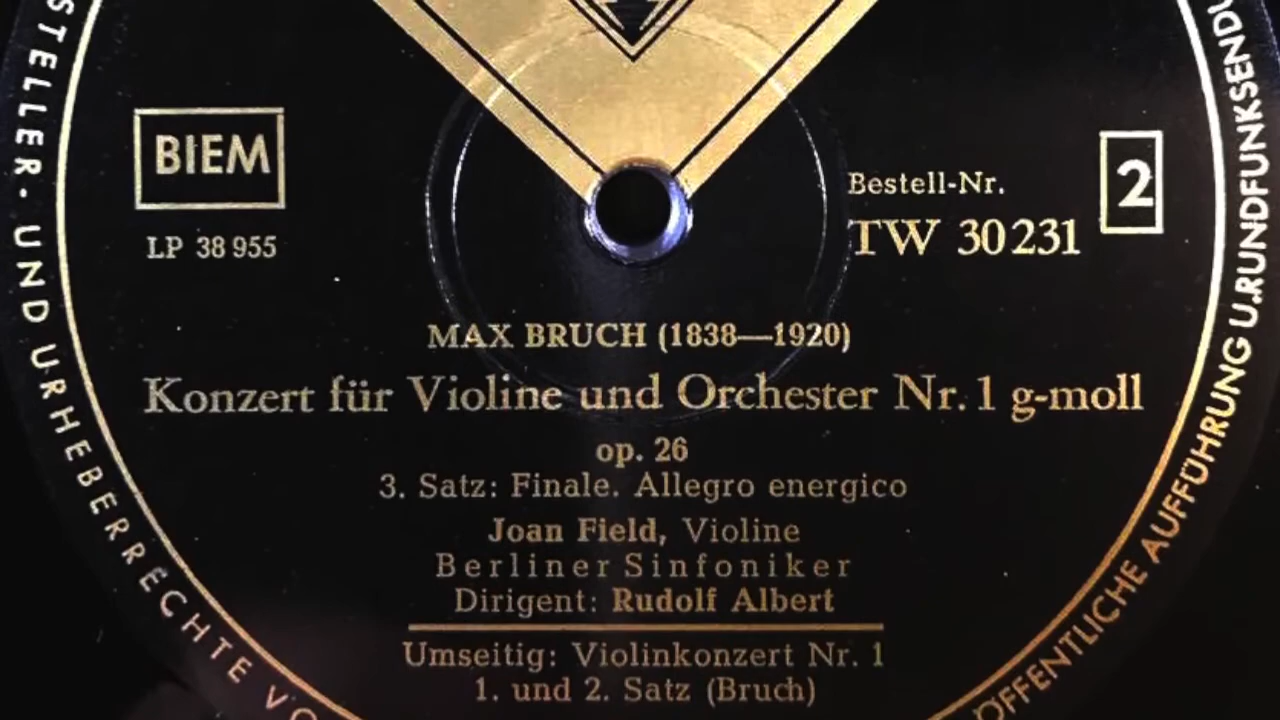 BIEM
LP 38 955
Bestell-Nr.
TW 30 231
2
MAX BRUCH (1838—1920)
Konzert für Violine und Orchester Nr. 1 g-moll
op. 26
3. Satz: Finale. Allegro energico
Joan Field, Violine
Berliner Sinfoniker
Dirigent: Rudolf Albert
Umseitig: Violinkonzert Nr. 1
1. und 2. Satz (Bruch)
STELLER- UND URHEBERRECHTE
ÖFFENTLICHE AUFFÜHRUNG U.RUNDFUNKSENDU